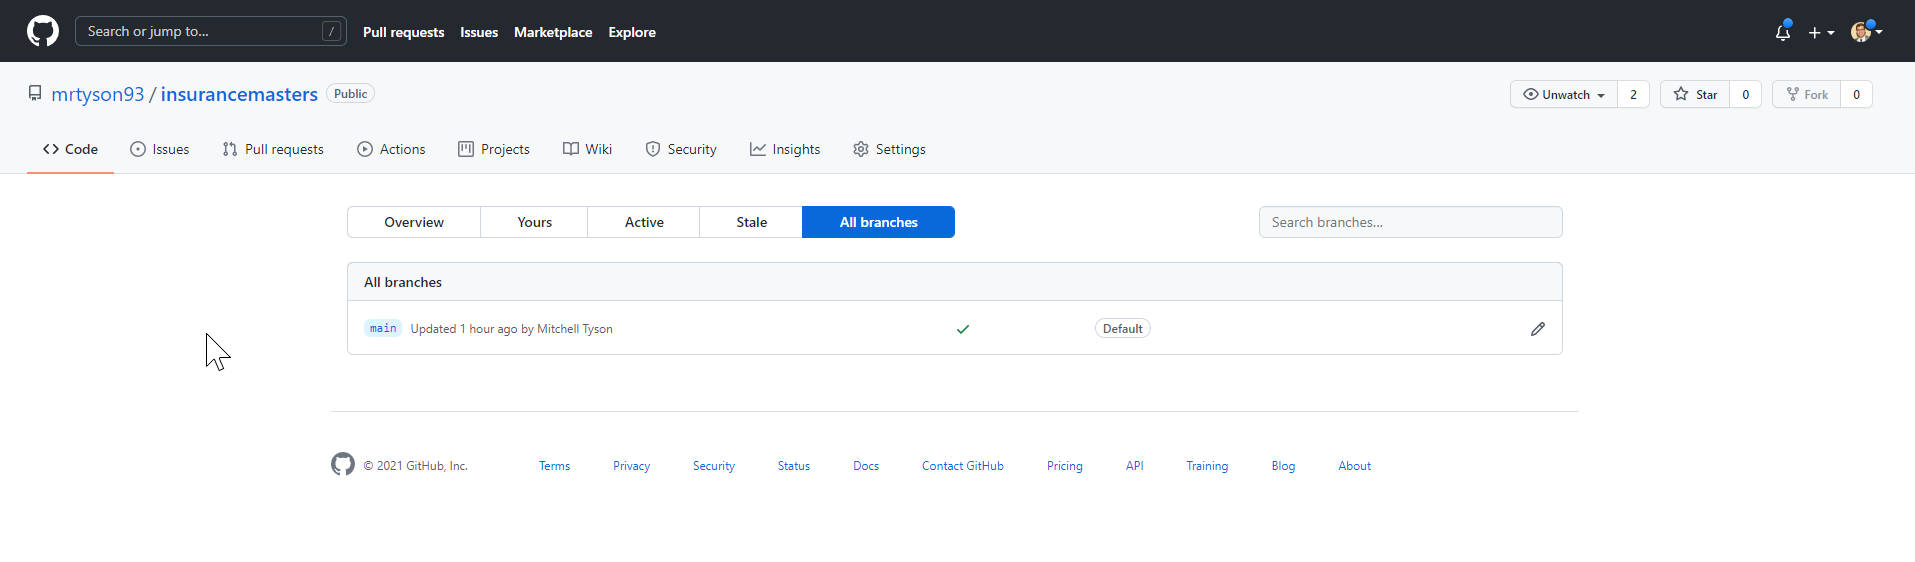 Search or jump to... / Pull requests Issues Marketplace Explore
mrtyson93 / insurancemasters Public Unwatch 2 Star 0 Fork 0
Code Issues Pull requests Actions Projects Wiki Security Insights Settings
Overview Yours Active Stale All branches Search branches...
All branches
main Updated 1 hour ago by Mitchell Tyson Default
© 2021 GitHub, Inc. Terms Privacy Security Status Docs Contact GitHub Pricing API Training Blog About